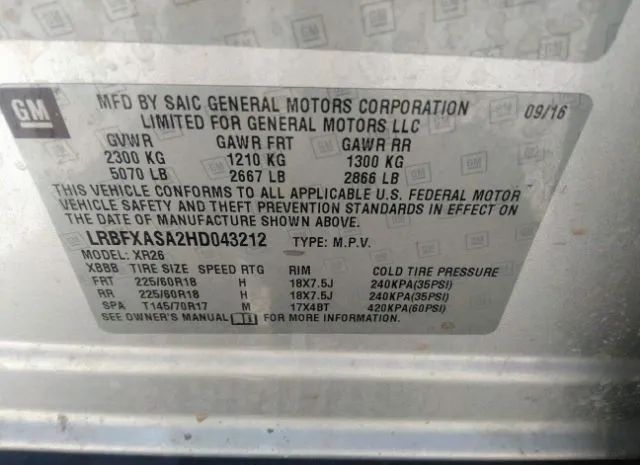 GM
MFD BY SAIC GENERAL MOTORS CORPORATION 09/16
LIMITED FOR GENERAL MOTORS LLC
GVWR GAWR FRT GAWR RR
2300 KG 1210 KG 1300 KG
5070 LB 2667 LB 2866 LB
THIS VEHICLE CONFORMS TO ALL APPLICABLE U.S. FEDERAL MOTOR
VEHICLE SAFETY AND THEFT PREVENTION STANDARDS IN EFFECT ON
THE DATE OF MANUFACTURE SHOWN ABOVE.
LRBFXASA2HD043212 TYPE: M.P.V.
MODEL: XR26
XBBB TIRE SIZE SPEED RTG RIM COLD TIRE PRESSURE
FRT 225/60R18 H 18X7.5J 240KPA(35PSI)
RR 225/60R18 H 18X7.5J 240KPA(35PSI)
SPA T145/70R17 M 17X4BT 420KPA(60PSI)
SEE OWNER'S MANUAL FOR MORE INFORMATION.